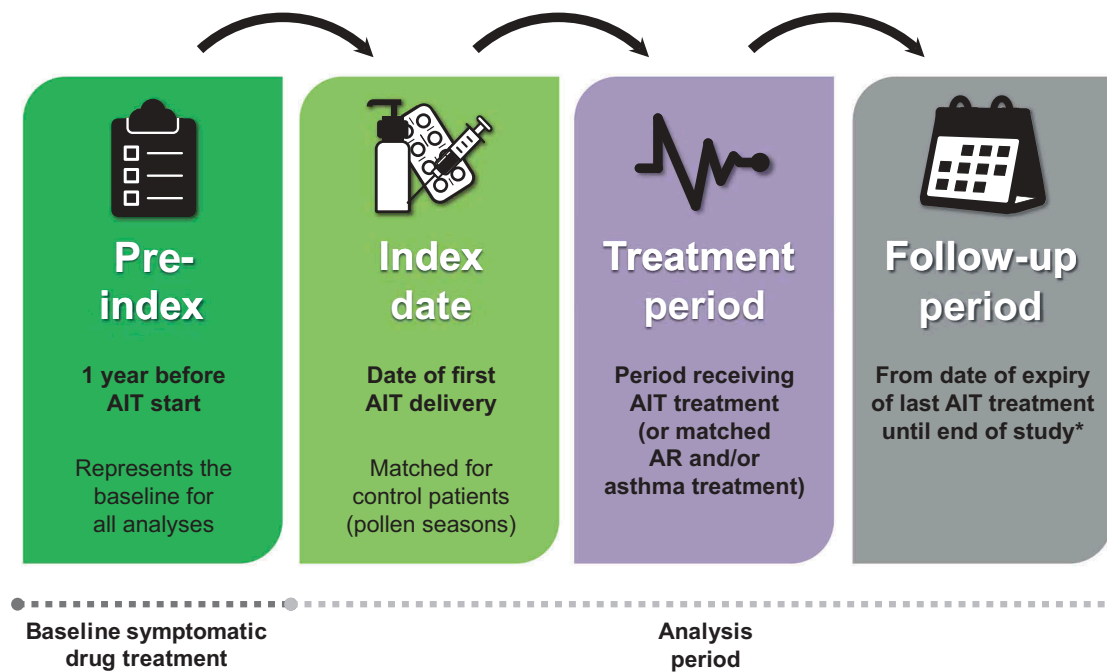 Pre-
index
1 year before
AIT start
Represents the
baseline for
all analyses
Index
date
Date of first
AIT delivery
Matched for
control patients
(pollen seasons)
Treatment
period
Period receiving
AIT treatment
(or matched
AR and/or
asthma treatment)
Follow-up
period
From date of expiry
of last AIT treatment
until end of study*
Baseline symptomatic
drug treatment
Analysis
period